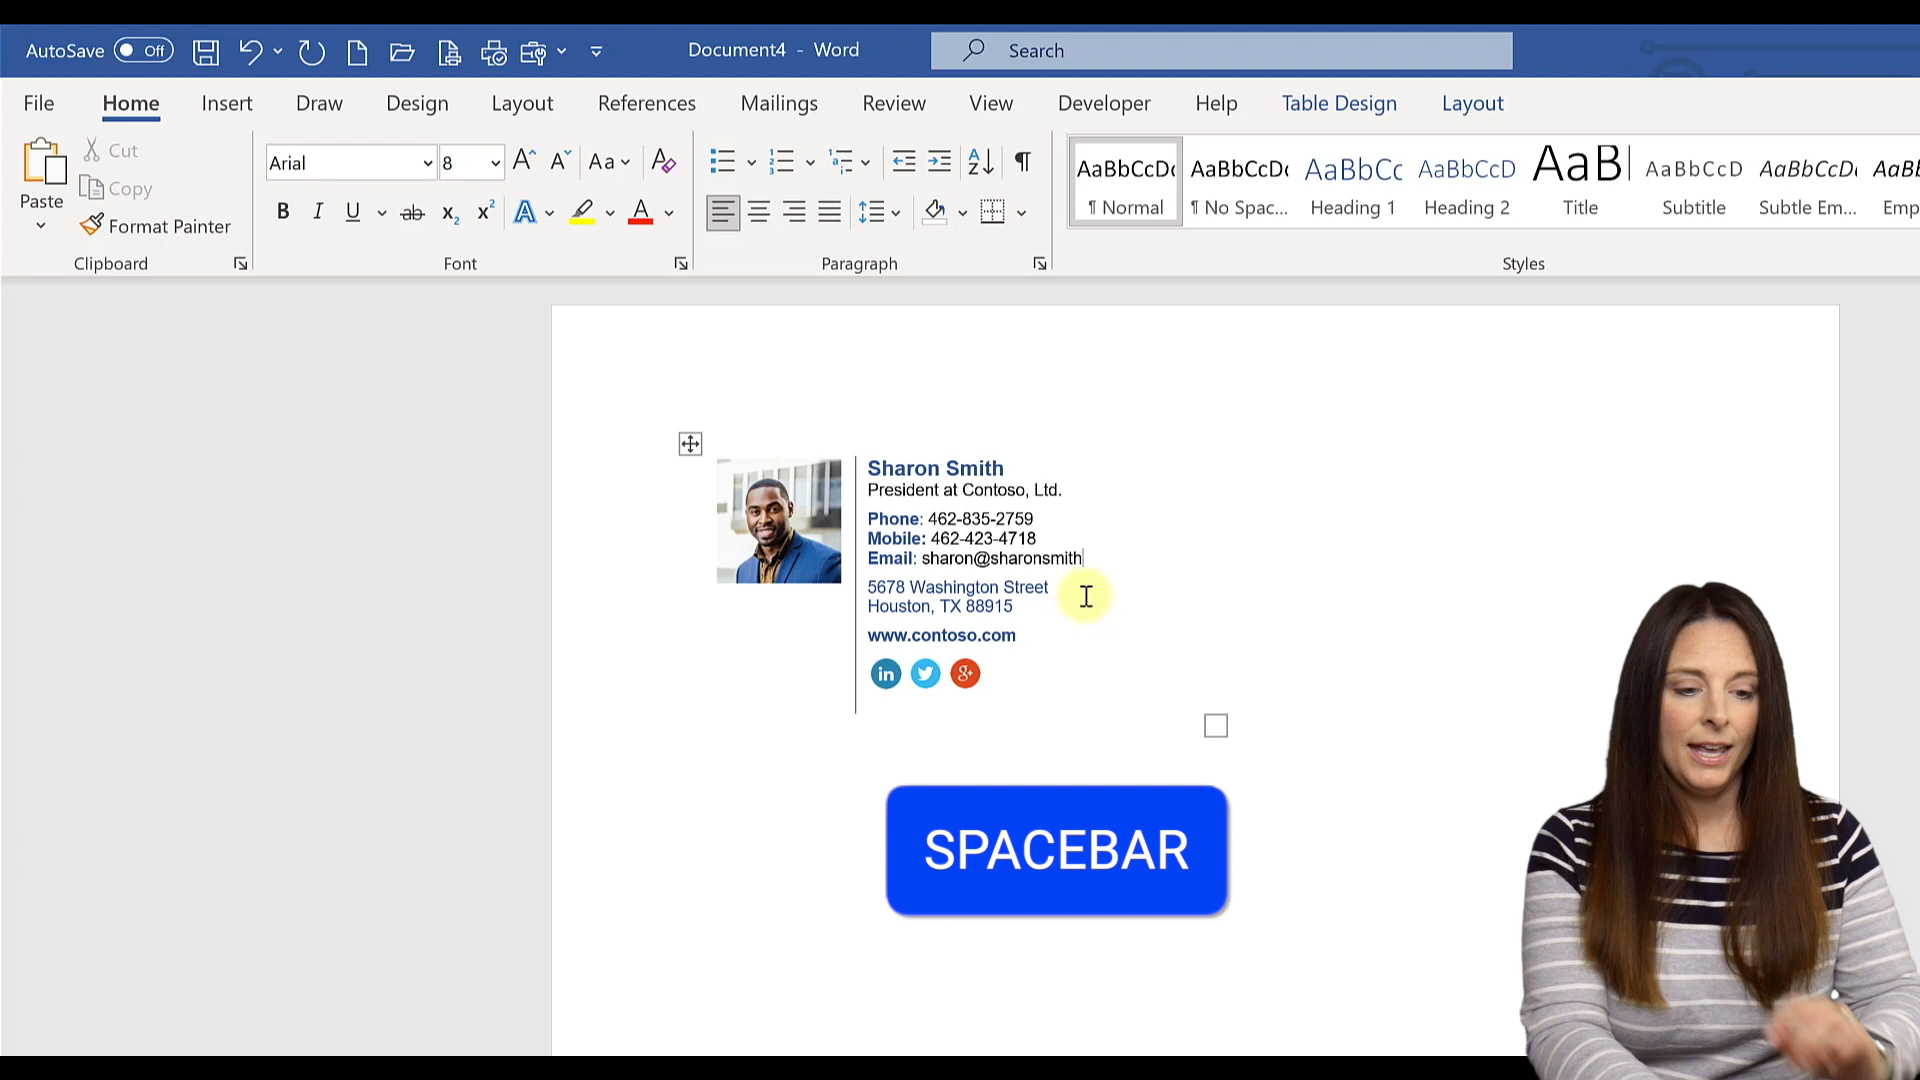 AutoSave Off Document4 - Word Search
File Home Insert Draw Design Layout References Mailings Review View Developer Help Table Design Layout
Paste
Cut
Copy
Format Painter
Clipboard
Arial 8
Aa
B I U ab x₂ x² A A
Font
Paragraph
AaBbCcDc AaBbCcDc AaBbCc AaBbCcD AaB AaBbCcD AaBbCcDc AaBb
¶ Normal ¶ No Spac... Heading 1 Heading 2 Title Subtitle Subtle Em... Emp
Styles
Sharon Smith
President at Contoso, Ltd.
Phone: 462-835-2759
Mobile: 462-423-4718
Email: sharon@sharonsmith
5678 Washington Street
Houston, TX 88915
www.contoso.com
in g+
SPACEBAR